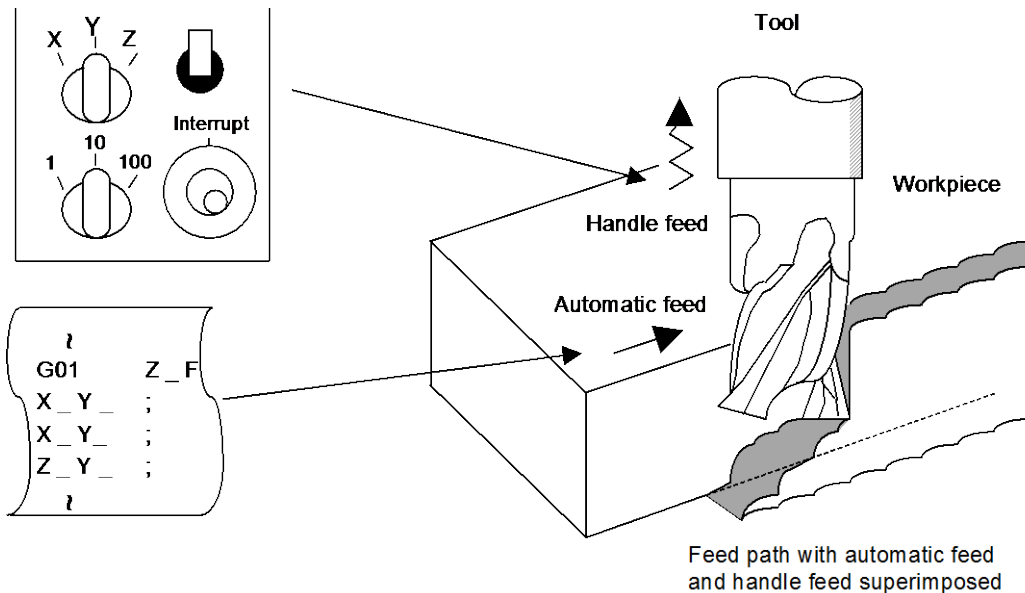 Tool
X Y Z
Interrupt
1 10 100
Workpiece
Handle feed
Automatic feed
≀
G01 Z _ F
X _ Y _ ;
X _ Y _ ;
Z _ Y _ ;
≀
Feed path with automatic feed
and handle feed superimposed